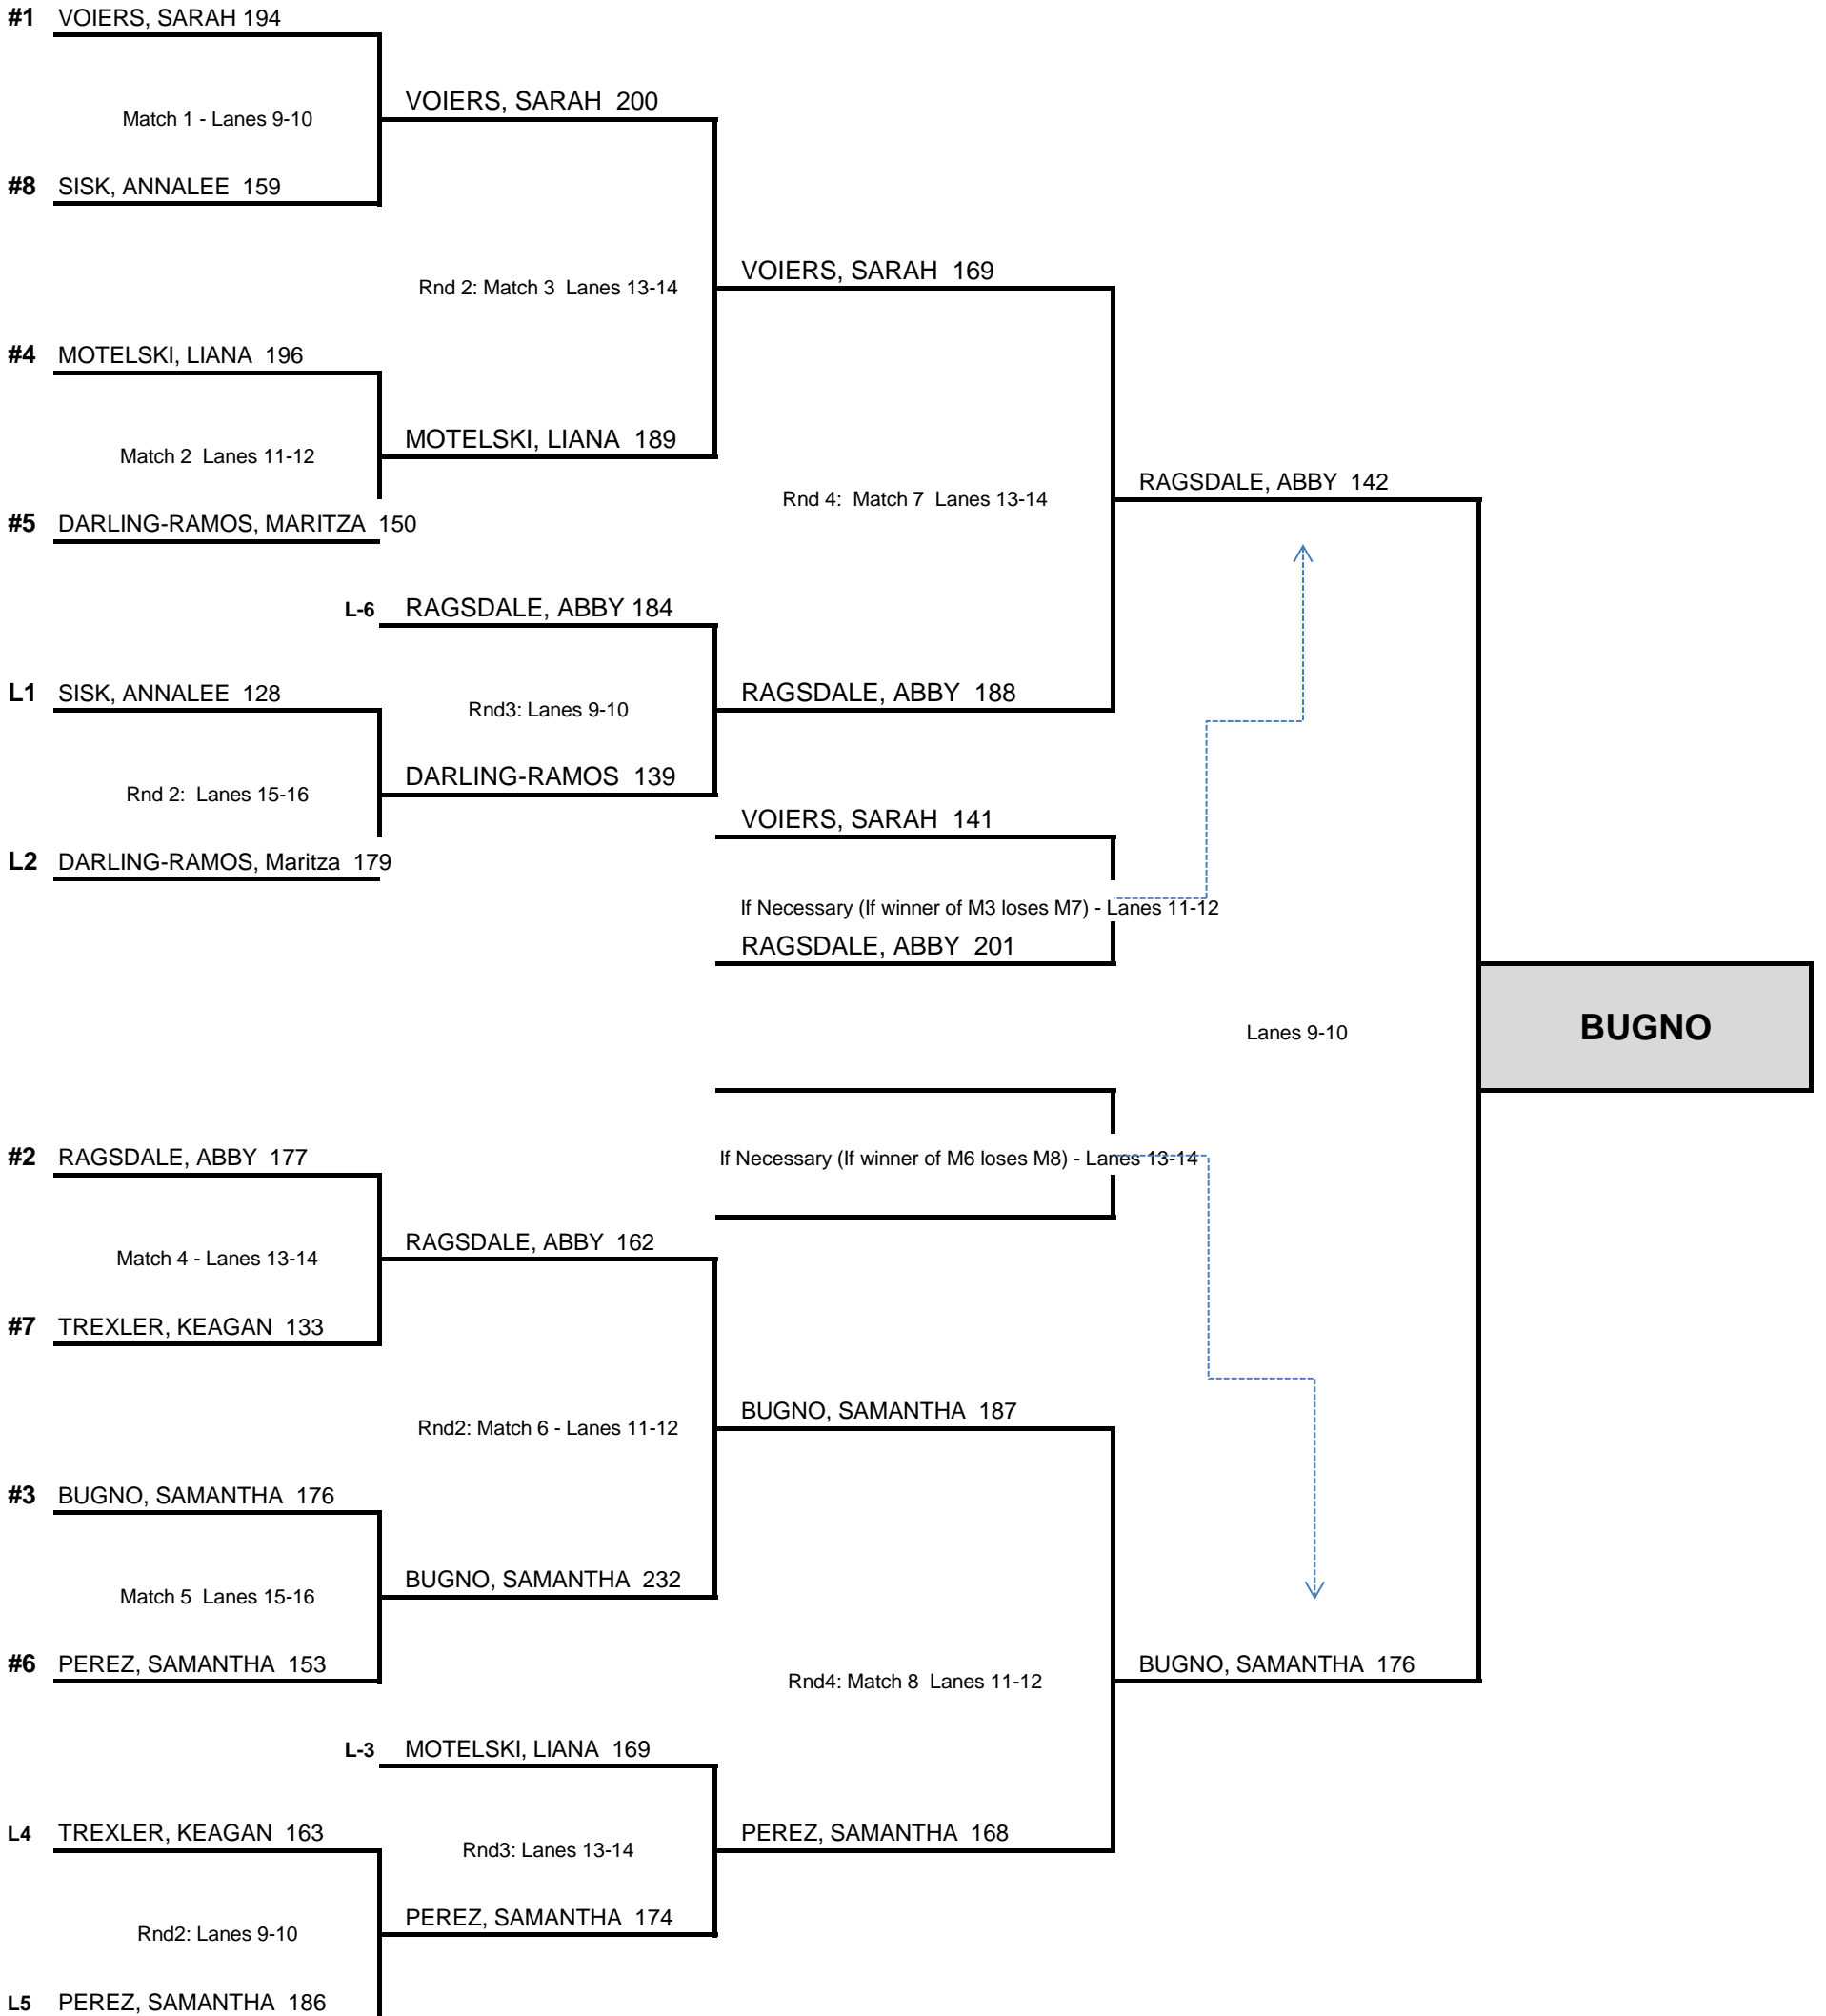 #1 VOIERS, SARAH 194
VOIERS, SARAH 200
Match 1 - Lanes 9-10
#8 SISK, ANNALEE 159
VOIERS, SARAH 169
Rnd 2: Match 3 Lanes 13-14
#4 MOTELSKI, LIANA 196
MOTELSKI, LIANA 189
Match 2 Lanes 11-12
RAGSDALE, ABBY 142
Rnd 4: Match 7 Lanes 13-14
#5 DARLING-RAMOS, MARITZA 150
L-6 RAGSDALE, ABBY 184
L1 SISK, ANNALEE 128
RAGSDALE, ABBY 188
Rnd3: Lanes 9-10
DARLING-RAMOS 139
Rnd 2: Lanes 15-16
VOIERS, SARAH 141
L2 DARLING-RAMOS, Maritza 179
If Necessary (If winner of M3 loses M7) - Lanes 11-12
RAGSDALE, ABBY 201
Lanes 9-10
BUGNO
#2 RAGSDALE, ABBY 177
If Necessary (If winner of M6 loses M8) - Lanes 13-14
RAGSDALE, ABBY 162
Match 4 - Lanes 13-14
#7 TREXLER, KEAGAN 133
BUGNO, SAMANTHA 187
Rnd2: Match 6 - Lanes 11-12
#3 BUGNO, SAMANTHA 176
BUGNO, SAMANTHA 232
Match 5 Lanes 15-16
#6 PEREZ, SAMANTHA 153
BUGNO, SAMANTHA 176
Rnd4: Match 8 Lanes 11-12
L-3 MOTELSKI, LIANA 169
L4 TREXLER, KEAGAN 163
PEREZ, SAMANTHA 168
Rnd3: Lanes 13-14
PEREZ, SAMANTHA 174
Rnd2: Lanes 9-10
L5 PEREZ, SAMANTHA 186